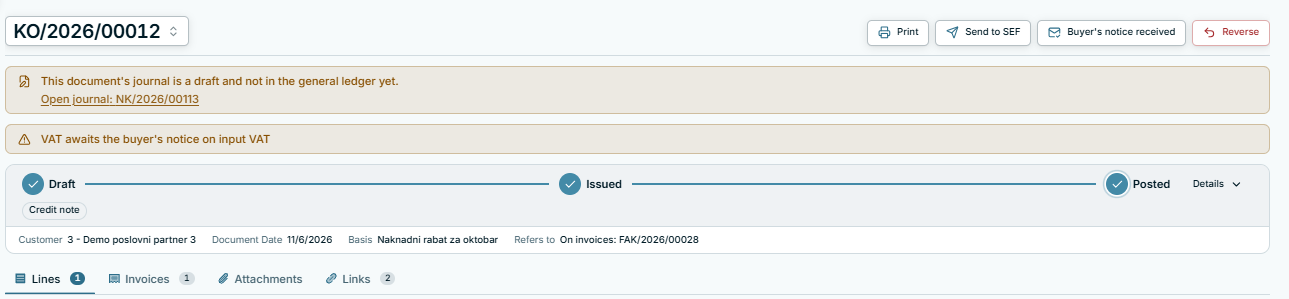 KO/2026/00012
Print
Send to SEF
Buyer's notice received
Reverse
This document's journal is a draft and not in the general ledger yet.
Open journal: NK/2026/00113
VAT awaits the buyer's notice on input VAT
Draft
Issued
Posted
Details
Credit note
Customer 3 - Demo poslovni partner 3 Document Date 11/6/2026 Basis Naknadni rabat za oktobar Refers to On invoices: FAK/2026/00028
Lines 1 Invoices 1 Attachments Links 2